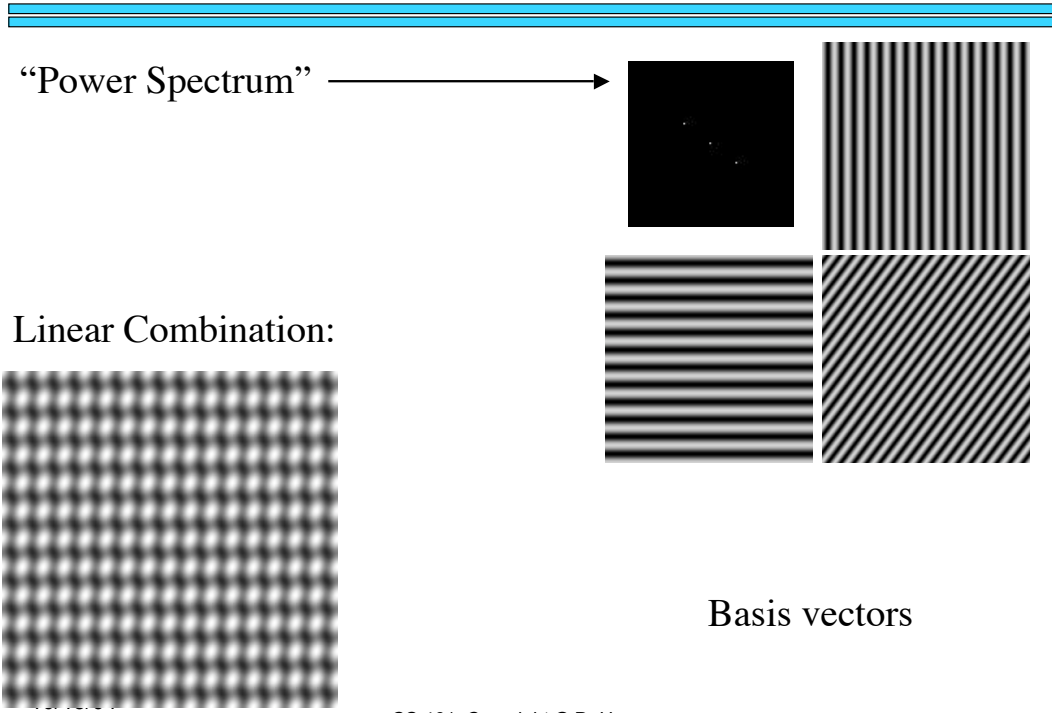 “Power Spectrum”
Linear Combination:
Basis vectors